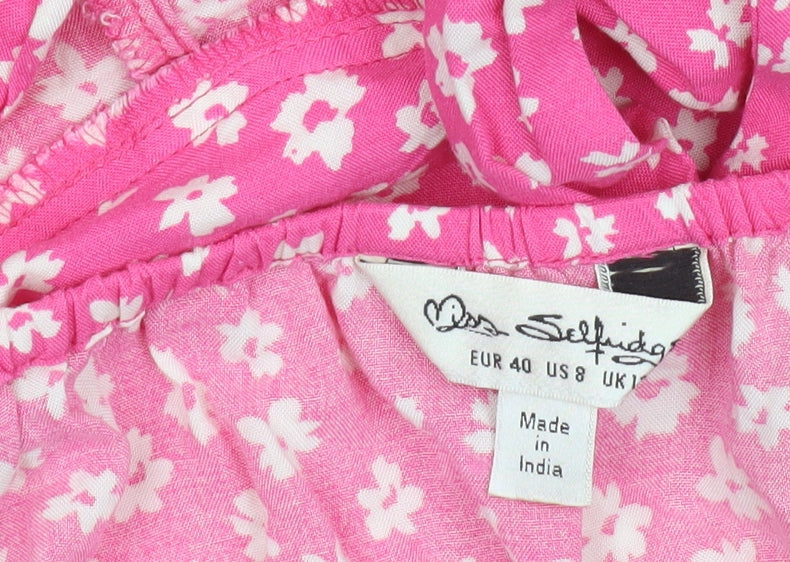 Miss Selfridg
EUR 40 US 8 UK 1
Made
in
India